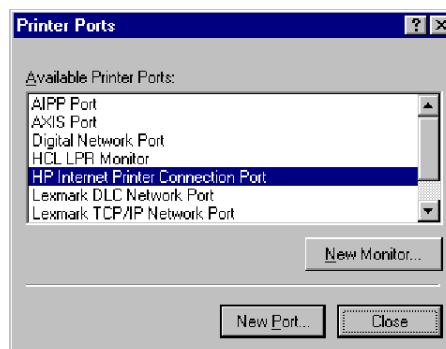 Printer Ports
Available Printer Ports:
AIPP Port
AXIS Port
Digital Network Port
HCL LPR Monitor
HP Internet Printer Connection Port
Lexmark DLC Network Port
Lexmark TCP/IP Network Port
New Monitor...
New Port...
Close